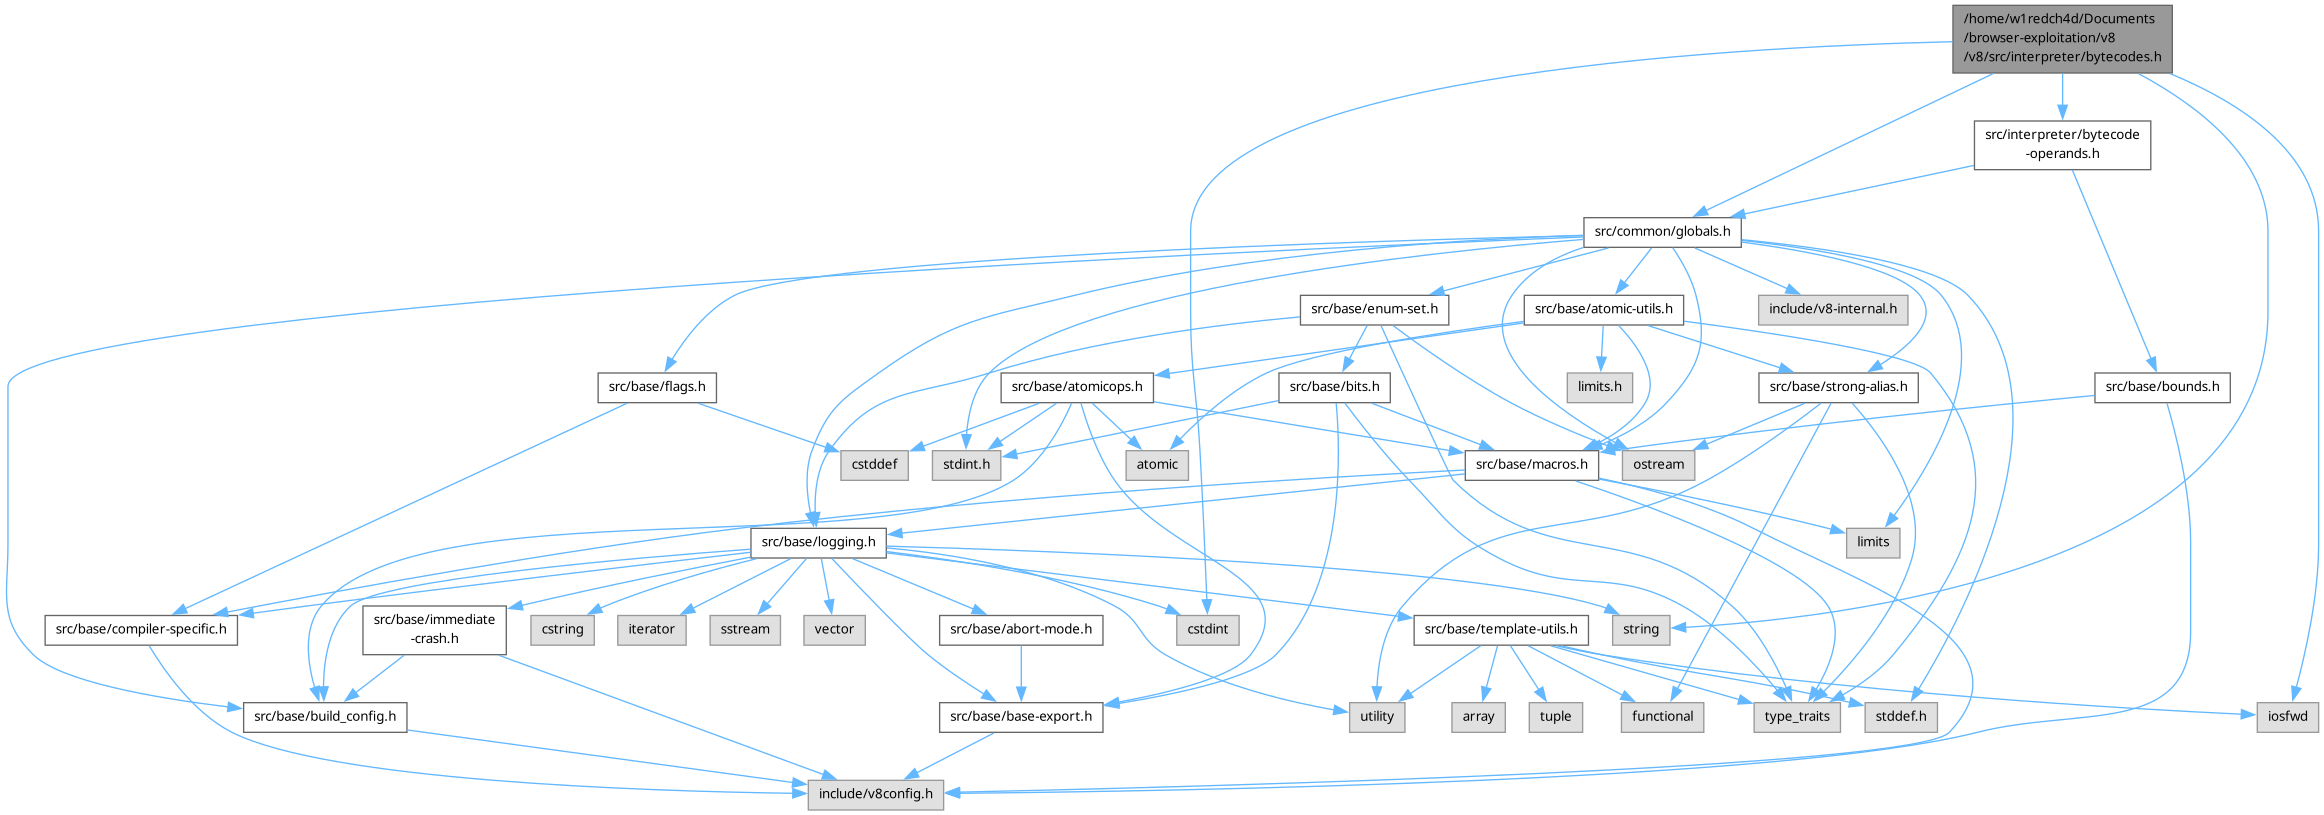 /home/w1redch4d/Documents
/browser-exploitation/v8
/v8/src/interpreter/bytecodes.h
src/interpreter/bytecode
-operands.h
src/common/globals.h
src/base/enum-set.h
src/base/atomic-utils.h
include/v8-internal.h
src/base/flags.h
src/base/atomicops.h
src/base/bits.h
limits.h
src/base/strong-alias.h
src/base/bounds.h
cstddef
stdint.h
atomic
src/base/macros.h
ostream
src/base/logging.h
limits
src/base/compiler-specific.h
src/base/immediate
-crash.h
cstring
iterator
sstream
vector
src/base/abort-mode.h
cstdint
src/base/template-utils.h
string
src/base/build_config.h
src/base/base-export.h
utility
array
tuple
functional
type_traits
stddef.h
iosfwd
include/v8config.h